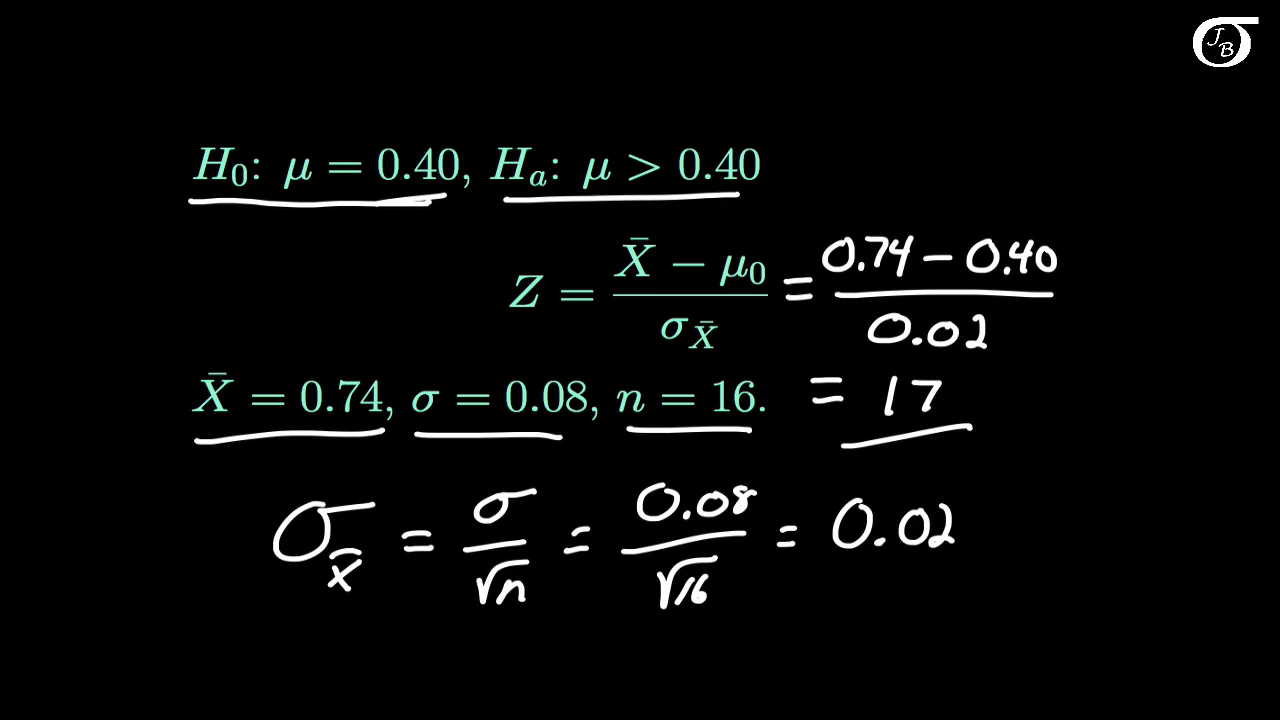 JB
H₀: μ = 0.40, Hₐ: μ > 0.40
Z = (X̄ − μ₀) / σ_X̄ = (0.74 − 0.40) / 0.02
X̄ = 0.74, σ = 0.08, n = 16. = 17
σ_x̄ = σ / √n = 0.08 / √16 = 0.02